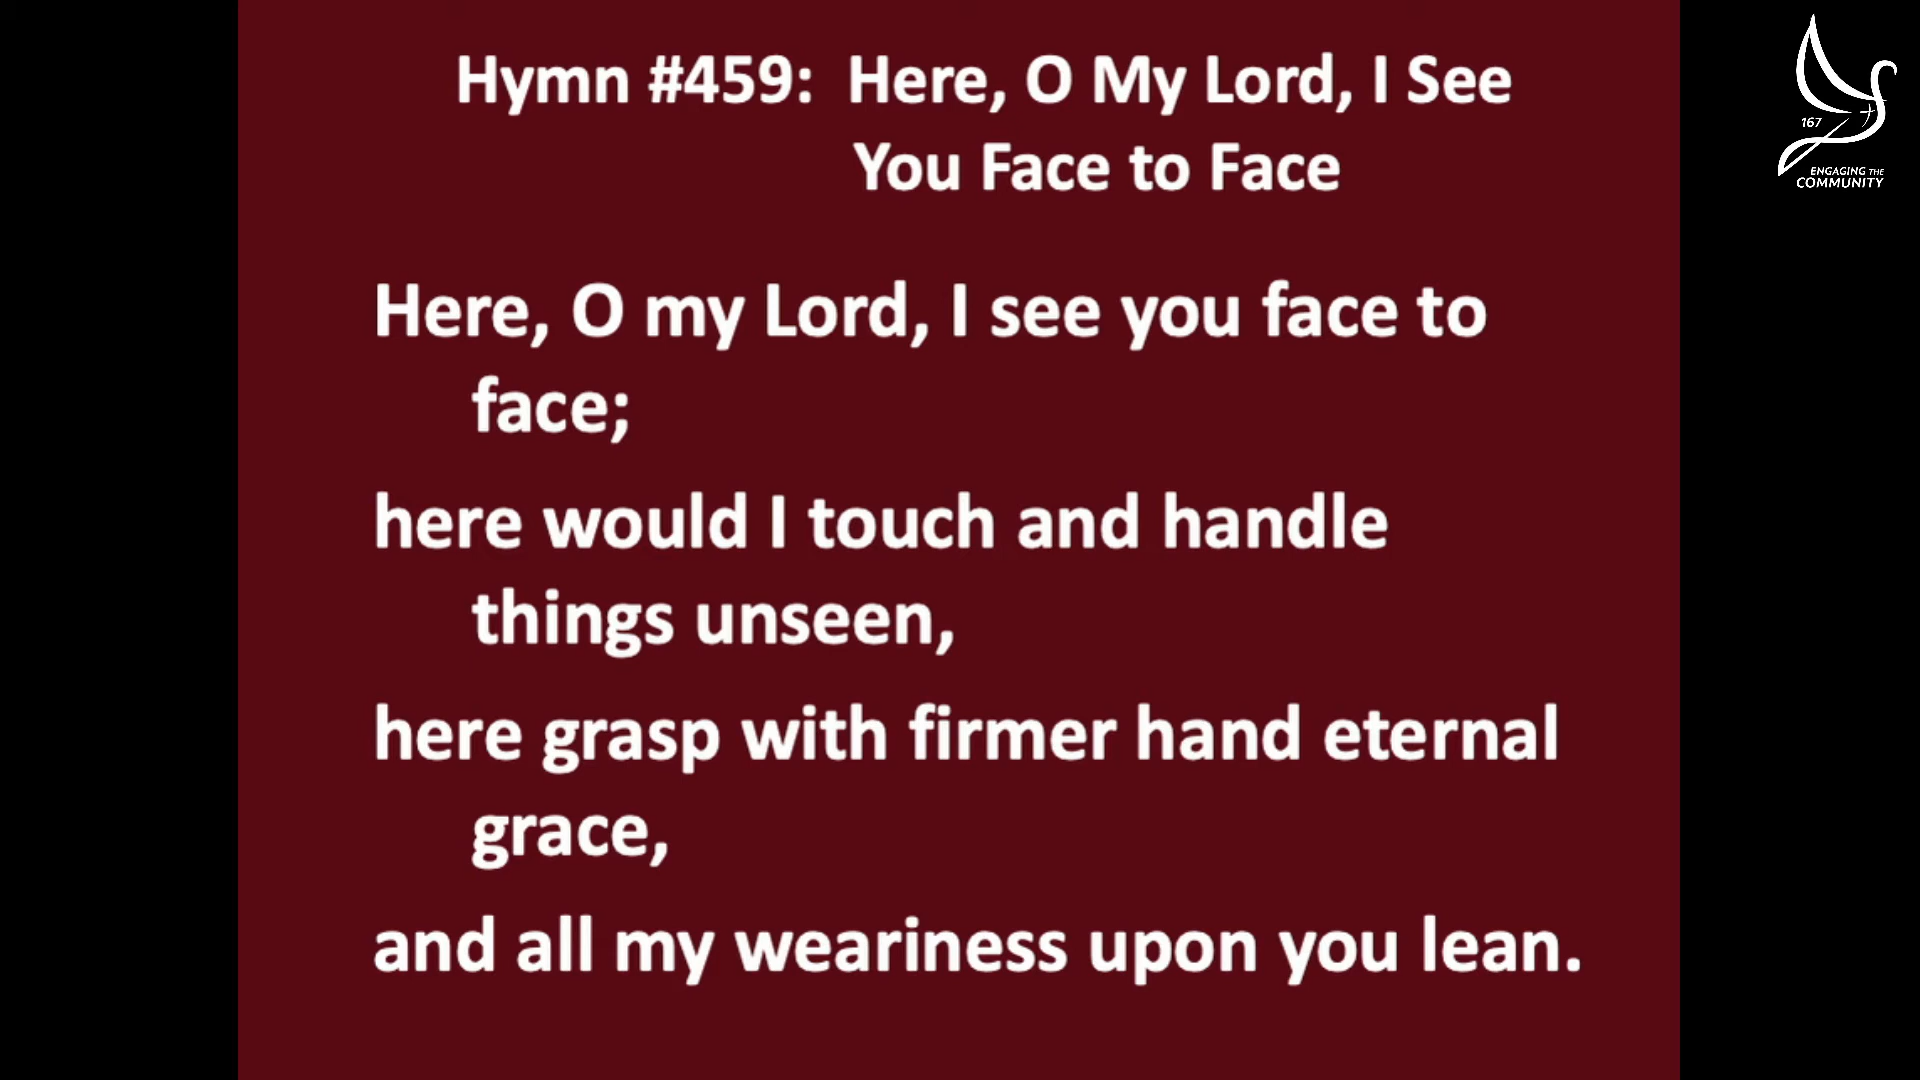 Hymn #459:  Here, O My Lord, I See
You Face to Face
Here, O my Lord, I see you face to
face;
here would I touch and handle
things unseen,
here grasp with firmer hand eternal
grace,
and all my weariness upon you lean.
167
ENGAGING THE
COMMUNITY